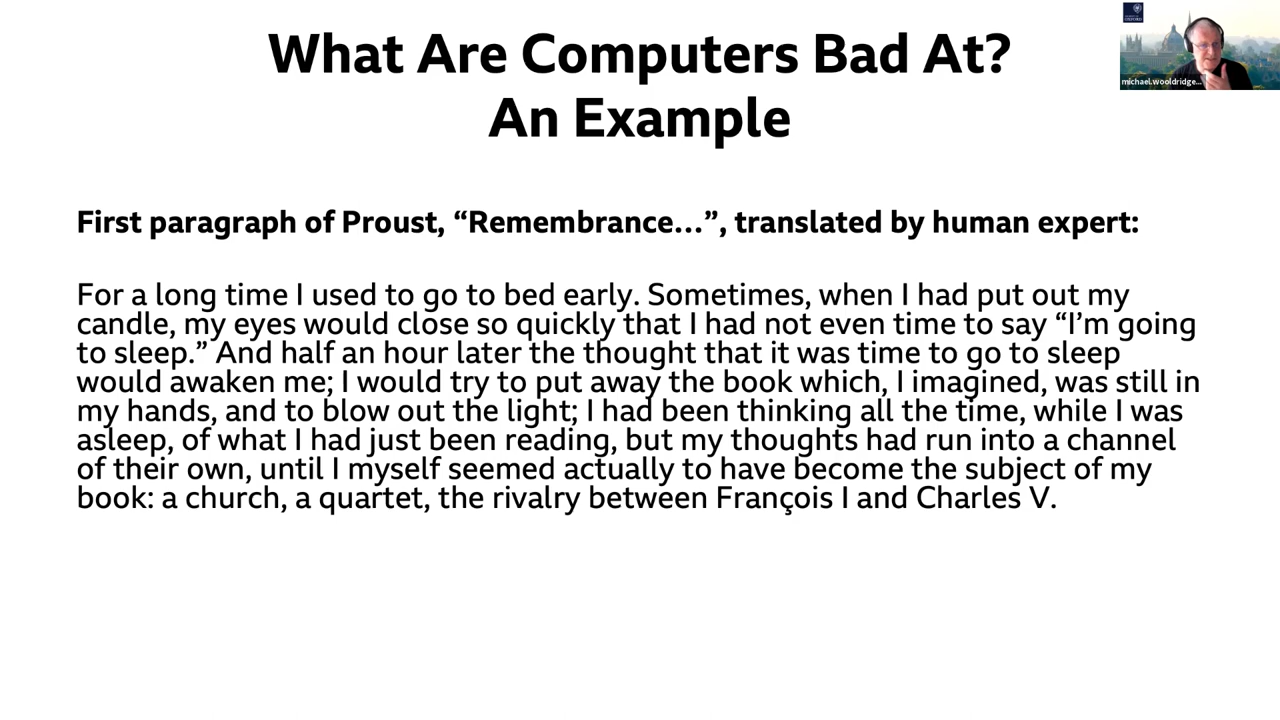 What Are Computers Bad At?
An Example
michael.wooldridge...
First paragraph of Proust, “Remembrance...”, translated by human expert:
For a long time I used to go to bed early. Sometimes, when I had put out my
candle, my eyes would close so quickly that I had not even time to say “I’m going
to sleep.” And half an hour later the thought that it was time to go to sleep
would awaken me; I would try to put away the book which, I imagined, was still in
my hands, and to blow out the light; I had been thinking all the time, while I was
asleep, of what I had just been reading, but my thoughts had run into a channel
of their own, until I myself seemed actually to have become the subject of my
book: a church, a quartet, the rivalry between François I and Charles V.